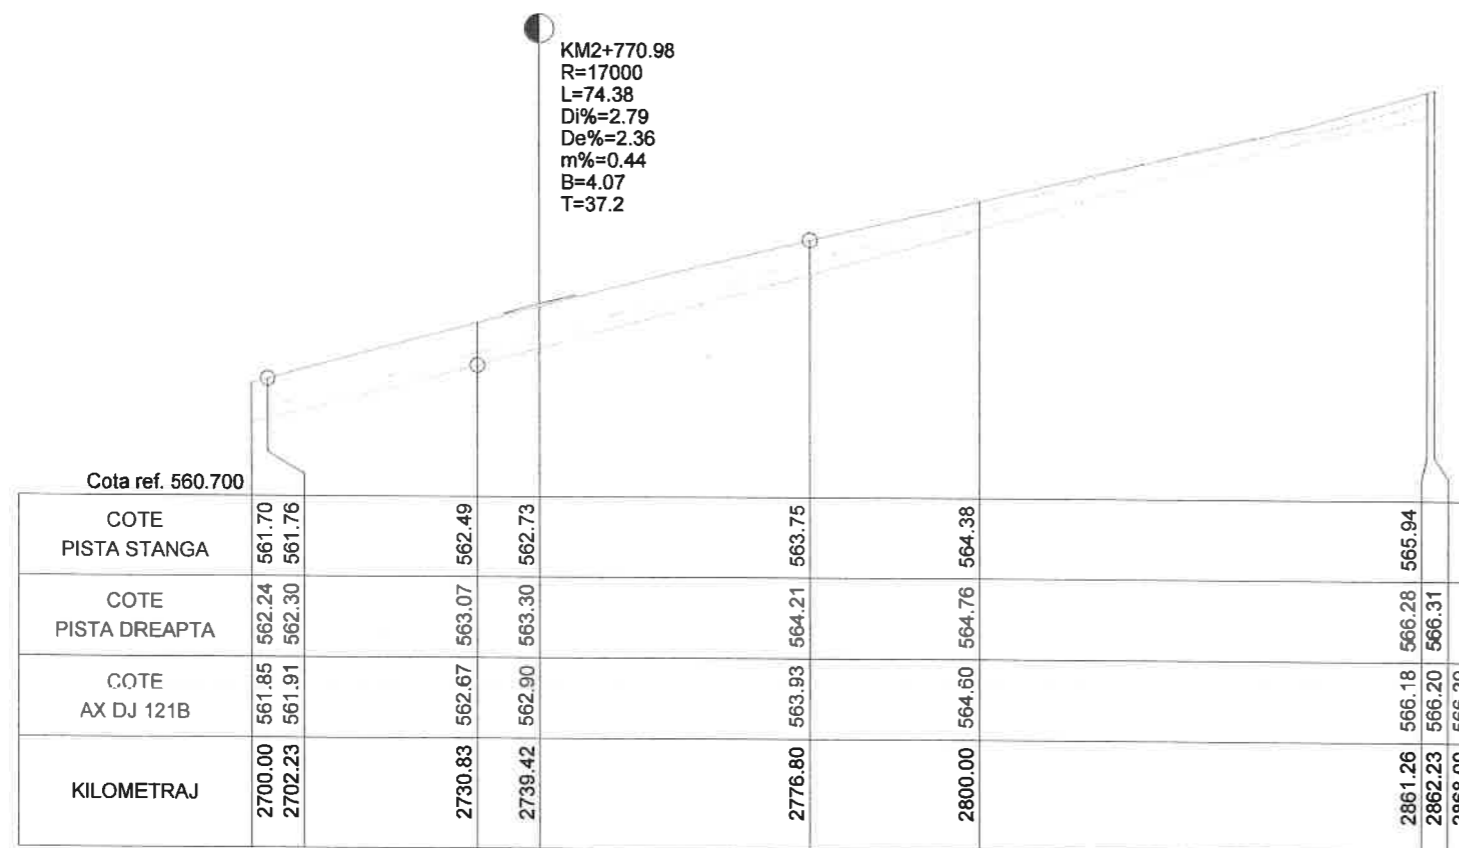 KM2+770.98
R=17000
L=74.38
Di%=2.79
De%=2.36
m%=0.44
B=4.07
T=37.2
Cota ref. 560.700
COTE
PISTA STANGA
561.70
561.76
562.49
562.73
563.75
564.38
565.94
COTE
PISTA DREAPTA
562.24
562.30
563.07
563.30
564.21
564.76
566.28
566.31
COTE
AX DJ 121B
561.85
561.91
562.67
562.90
563.93
564.60
566.18
566.20
KILOMETRAJ
2700.00
2702.23
2730.83
2739.42
2776.80
2800.00
2861.26
2862.23